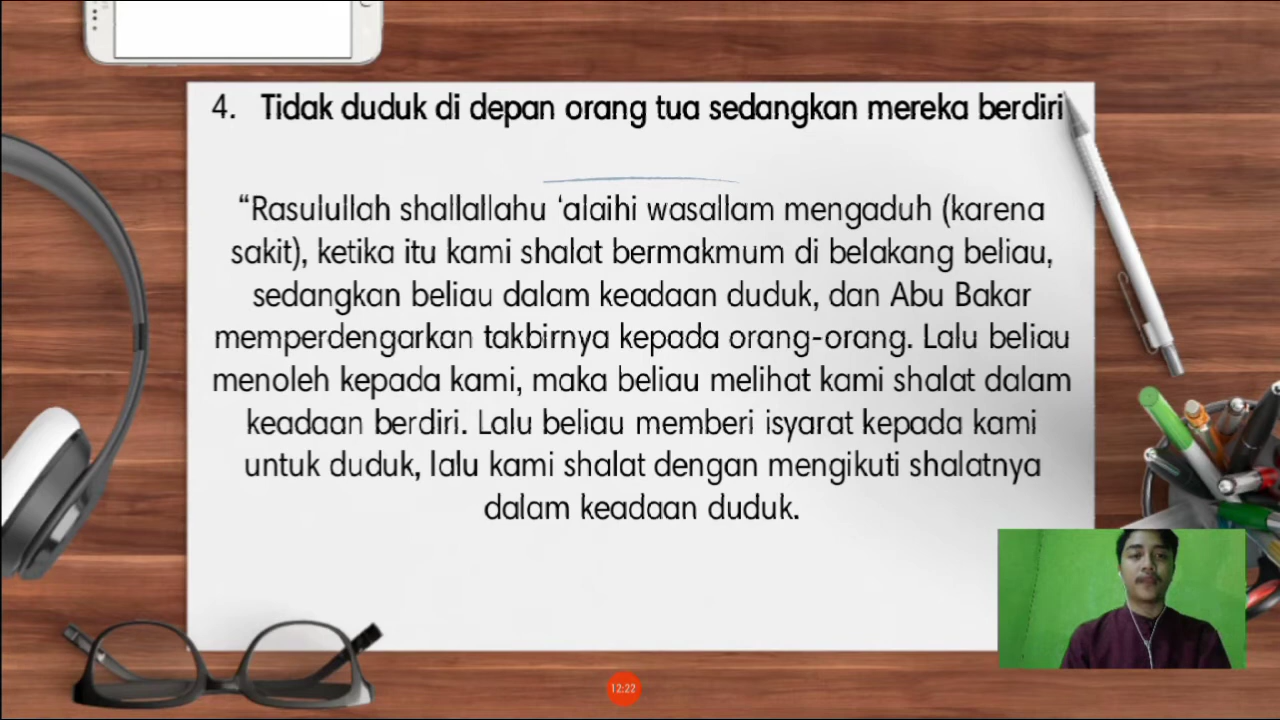 4. Tidak duduk di depan orang tua sedangkan mereka berdiri
“Rasulullah shallallahu ‘alaihi wasallam mengaduh (karena
sakit), ketika itu kami shalat bermakmum di belakang beliau,
sedangkan beliau dalam keadaan duduk, dan Abu Bakar
memperdengarkan takbirnya kepada orang-orang. Lalu beliau
menoleh kepada kami, maka beliau melihat kami shalat dalam
keadaan berdiri. Lalu beliau memberi isyarat kepada kami
untuk duduk, lalu kami shalat dengan mengikuti shalatnya
dalam keadaan duduk.
12:22